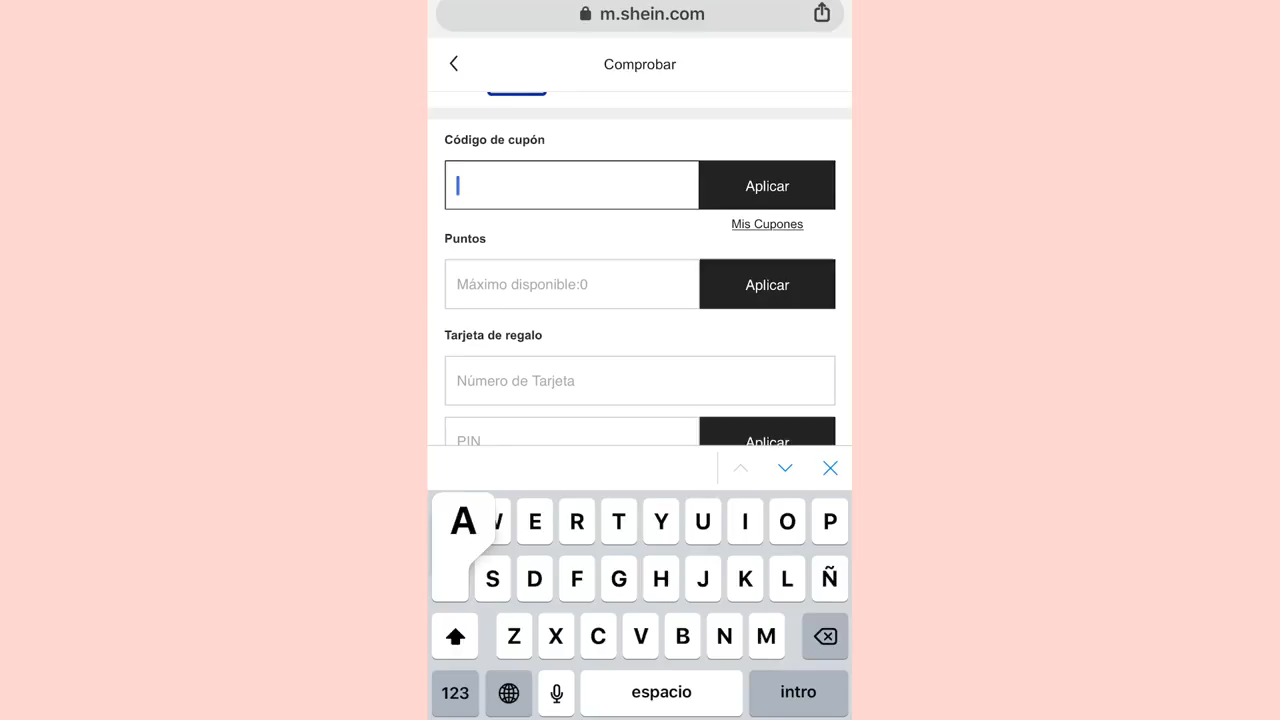 m.shein.com
Comprobar
Código de cupón
Aplicar
Mis Cupones
Puntos
Máximo disponible:0
Aplicar
Tarjeta de regalo
Número de Tarjeta
PIN
Aplicar
A W E R T Y U I O P
S D F G H J K L Ñ
Z X C V B N M
123 espacio intro